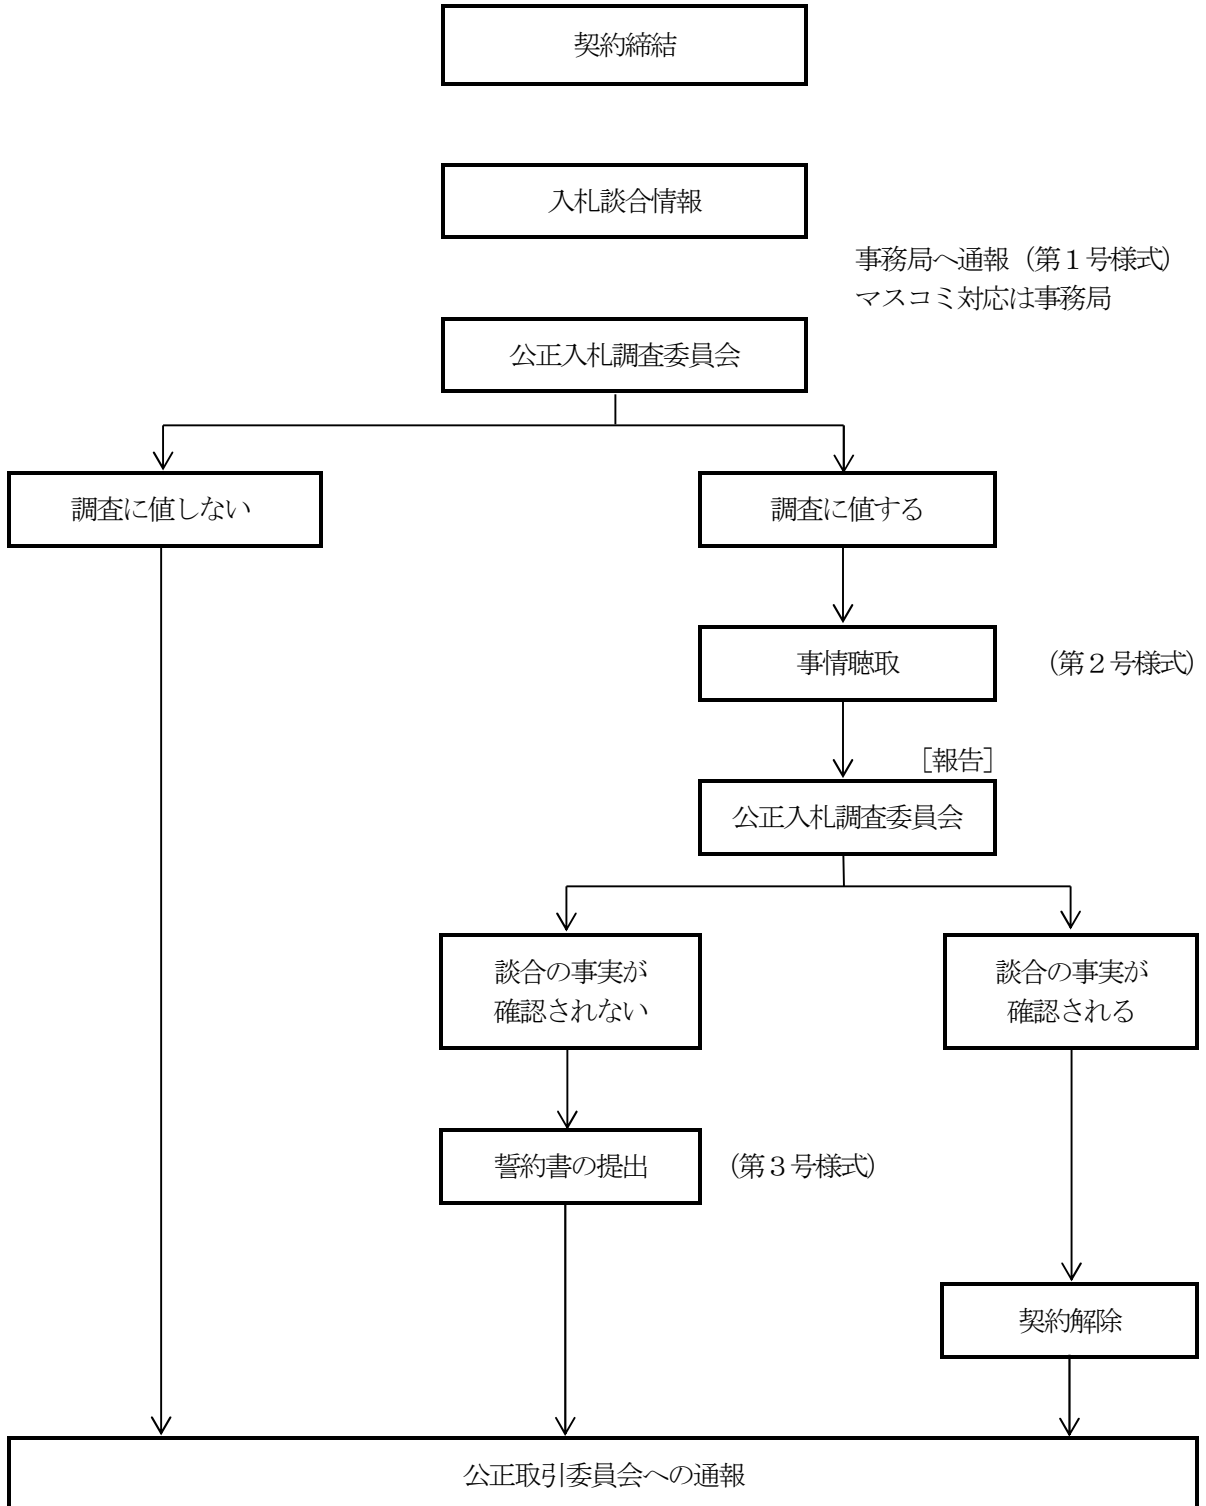 契約締結
入札談合情報
事務局へ通報（第１号様式）
マスコミ対応は事務局
公正入札調査委員会
調査に値しない
調査に値する
事情聴取
（第２号様式）
［報告］
公正入札調査委員会
談合の事実が
確認されない
談合の事実が
確認される
誓約書の提出
（第３号様式）
契約解除
公正取引委員会への通報